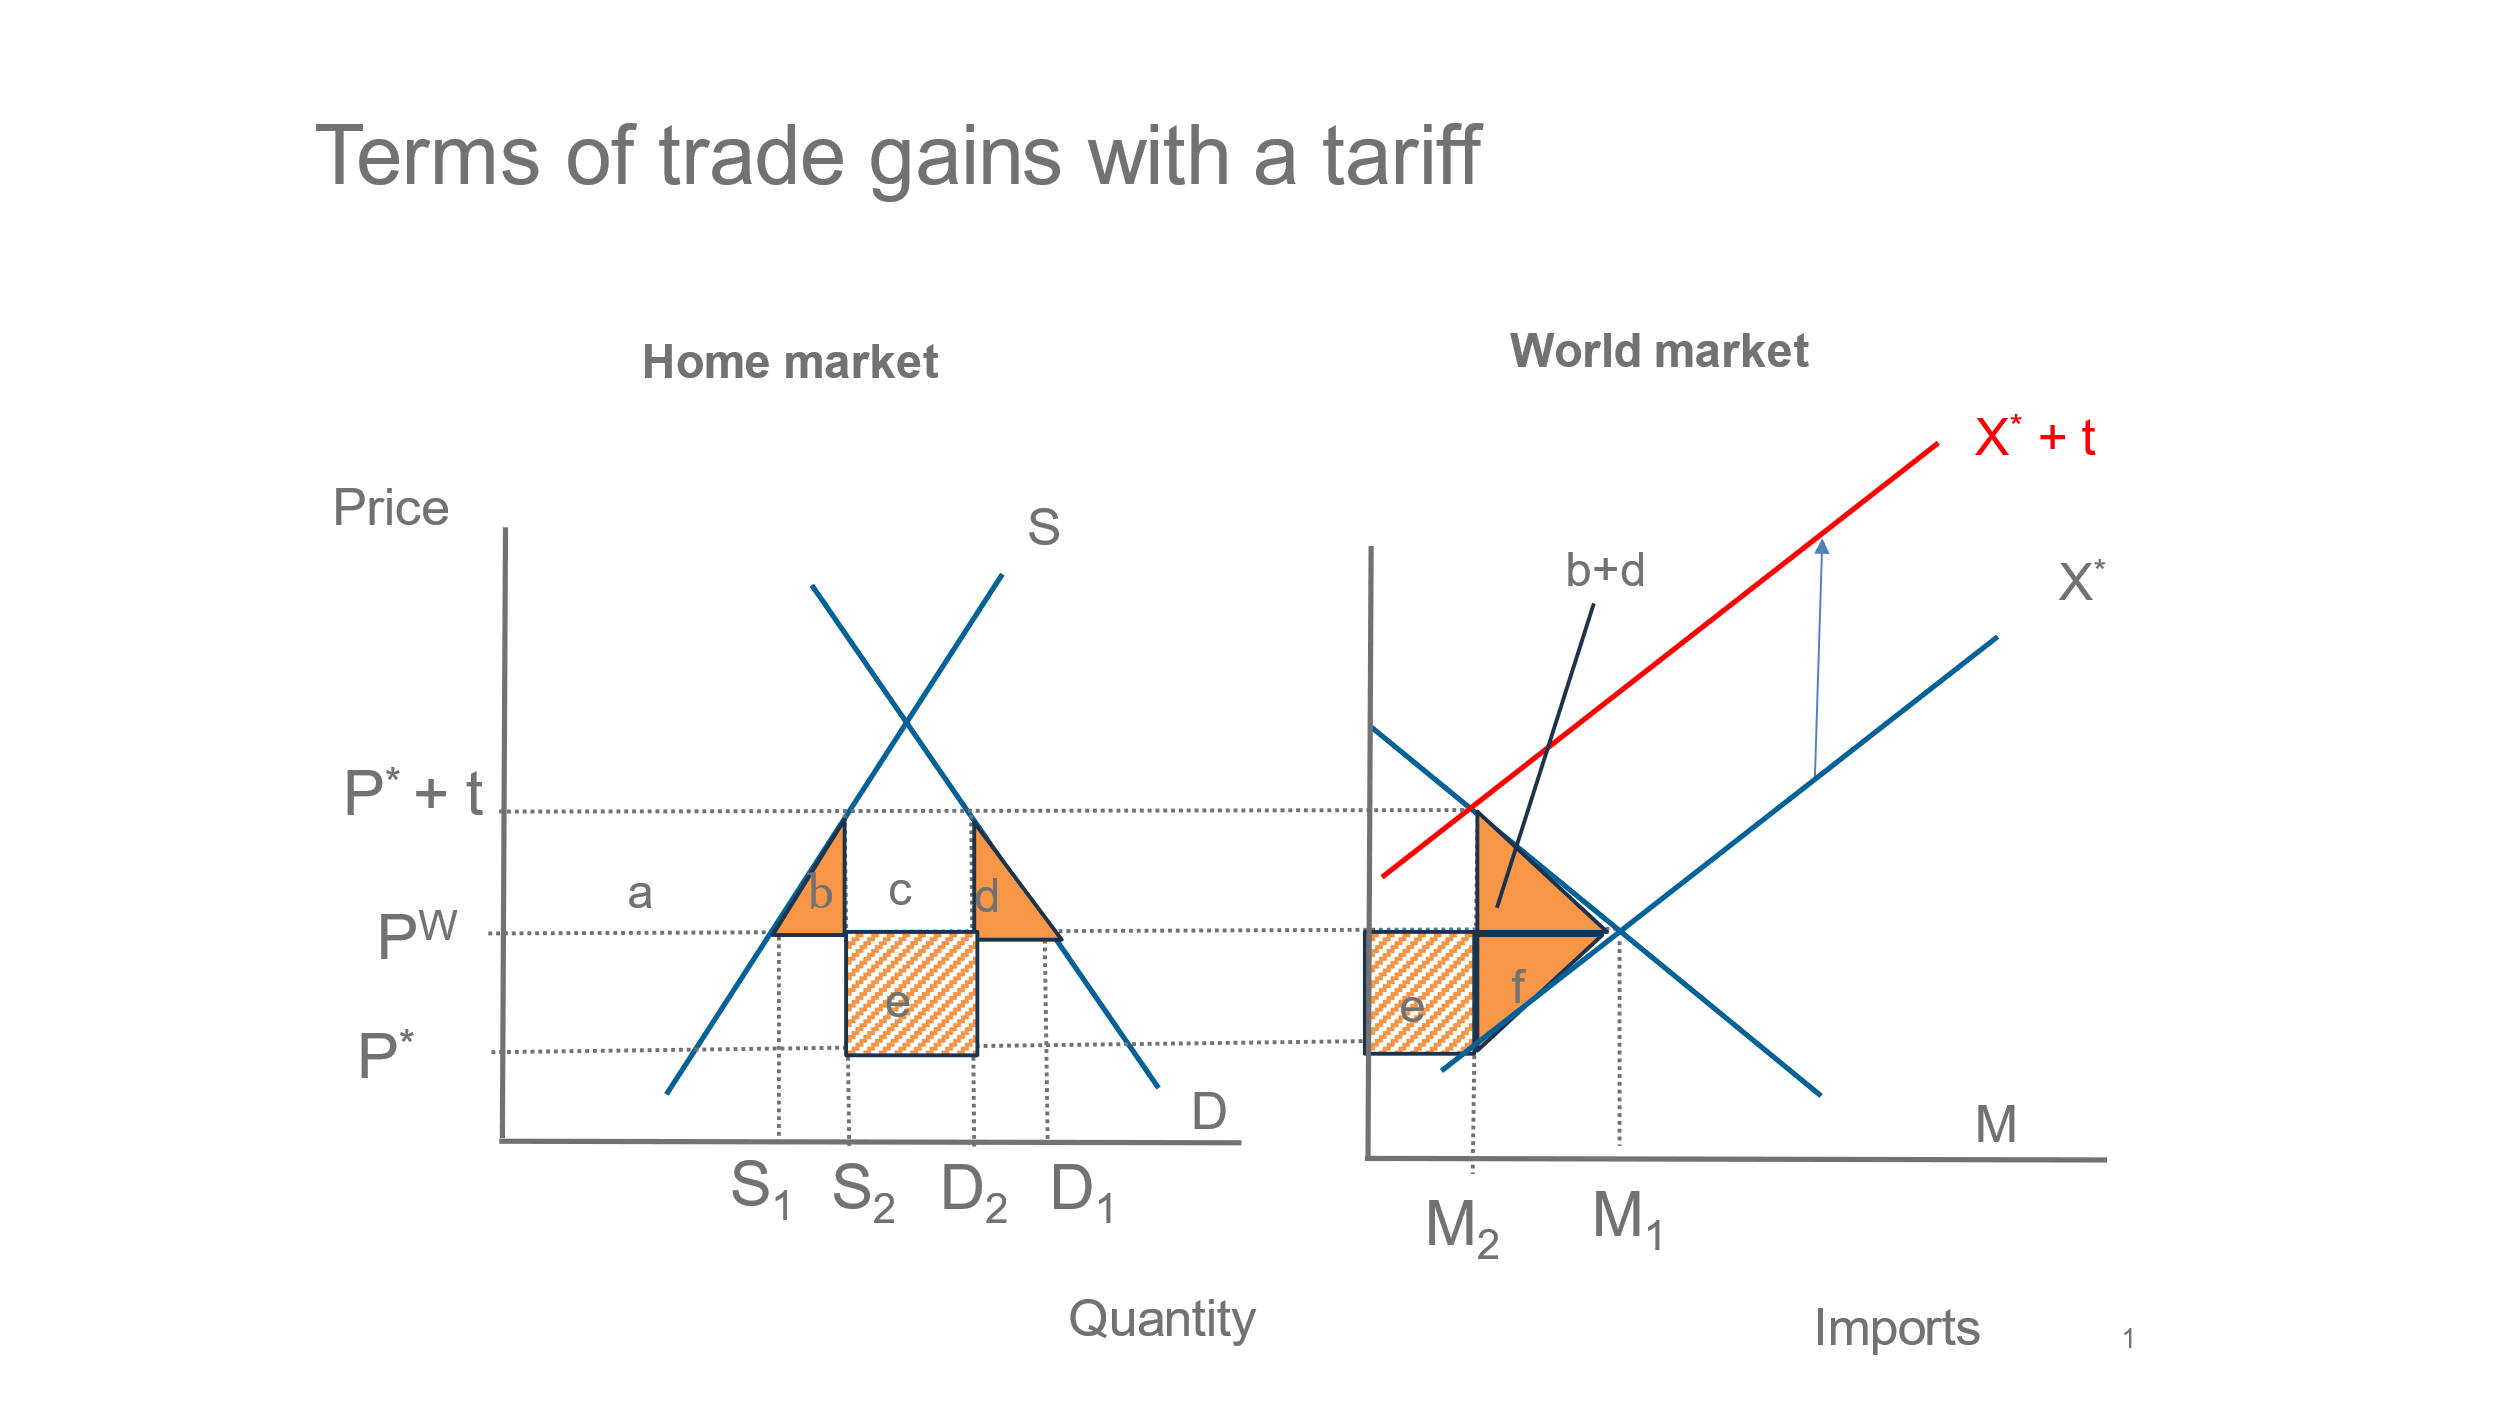 Terms of trade gains with a tariff
Home market
World market
X* + t
Price
S
b+d
X*
P* + t
a
b
c
d
Pᵂ
e
f
e
P*
D
M
S₁
S₂
D₂
D₁
M₂
M₁
Quantity
Imports
1